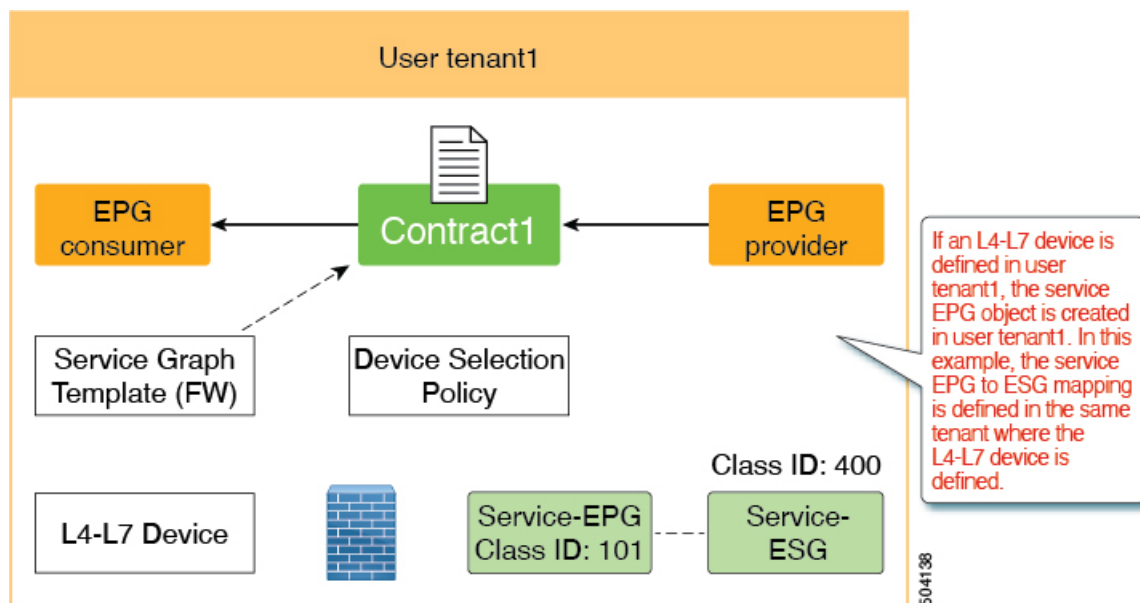 User tenant1
EPG
consumer
Contract1
EPG
provider
If an L4-L7 device is
defined in user
tenant1, the service
EPG object is created
in user tenant1. In this
example, the service
EPG to ESG mapping
is defined in the same
tenant where the
L4-L7 device is
defined.
Service Graph
Template (FW)
Device Selection
Policy
Class ID: 400
L4-L7 Device
Service-EPG
Class ID: 101
Service-
ESG
504138